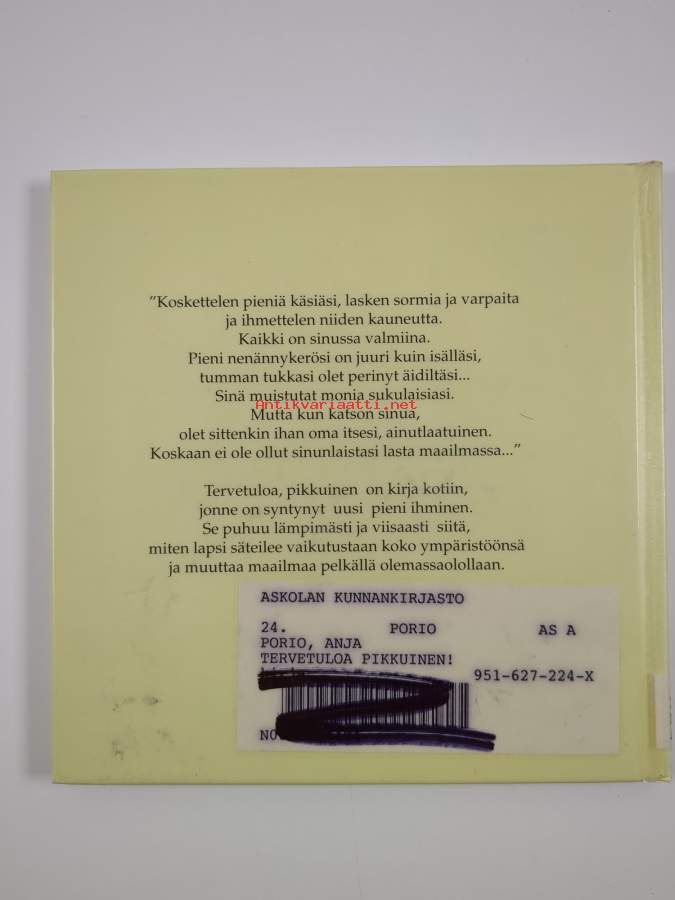 ”Koskettelen pieniä käsiäsi, lasken sormia ja varpaita
ja ihmettelen niiden kauneutta.
Kaikki on sinussa valmiina.
Pieni nenännykerösi on juuri kuin isälläsi,
tumman tukkasi olet perinyt äidiltäsi...
Sinä muistutat monia sukulaisiasi.
Antikvariaatti.net
Mutta kun katson sinua,
olet sittenkin ihan oma itsesi, ainutlaatuinen.
Koskaan ei ole ollut sinunlaistasi lasta maailmassa...”
Tervetuloa, pikkuinen on kirja kotiin,
jonne on syntynyt uusi pieni ihminen.
Se puhuu lämpimästi ja viisaasti siitä,
miten lapsi säteilee vaikutustaan koko ympäristöönsä
ja muuttaa maailmaa pelkällä olemassaolollaan.
ASKOLAN KUNNANKIRJASTO
24. PORIO AS A
PORIO, ANJA
TERVETULOA PIKKUINEN!
951-627-224-X